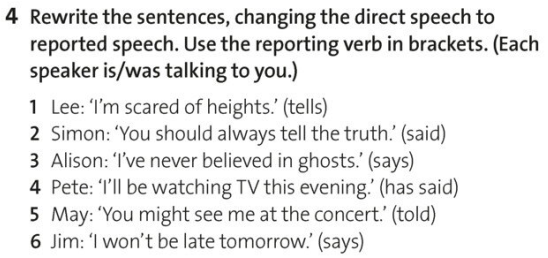 4 Rewrite the sentences, changing the direct speech to
reported speech. Use the reporting verb in brackets. (Each
speaker is/was talking to you.)
1 Lee: ‘I’m scared of heights.’ (tells)
2 Simon: ‘You should always tell the truth.’ (said)
3 Alison: ‘I’ve never believed in ghosts.’ (says)
4 Pete: ‘I’ll be watching TV this evening.’ (has said)
5 May: ‘You might see me at the concert.’ (told)
6 Jim: ‘I won’t be late tomorrow.’ (says)